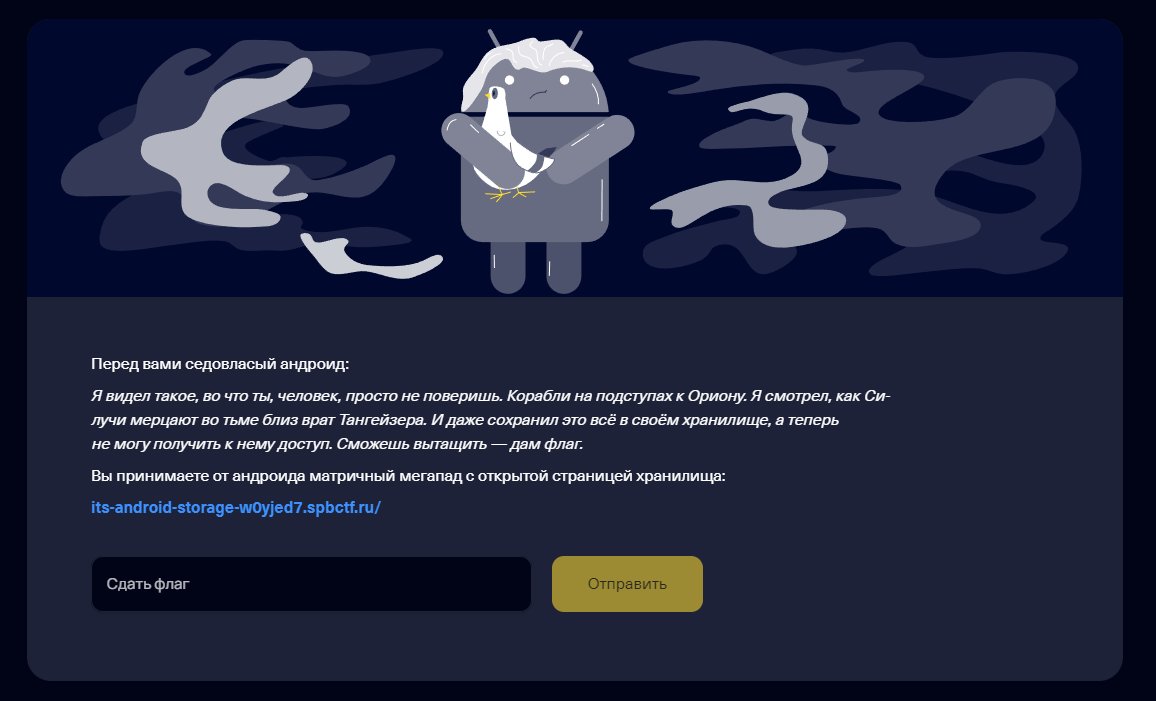 Перед вами седовласый андроид:
Я видел такое, во что ты, человек, просто не поверишь. Корабли на подступах к Ориону. Я смотрел, как Си-
лучи мерцают во тьме близ врат Тангейзера. И даже сохранил это всё в своём хранилище, а теперь
не могу получить к нему доступ. Сможешь вытащить — дам флаг.
Вы принимаете от андроида матричный мегапад с открытой страницей хранилища:
its-android-storage-w0yjed7.spbctf.ru/
Сдать флаг
Отправить